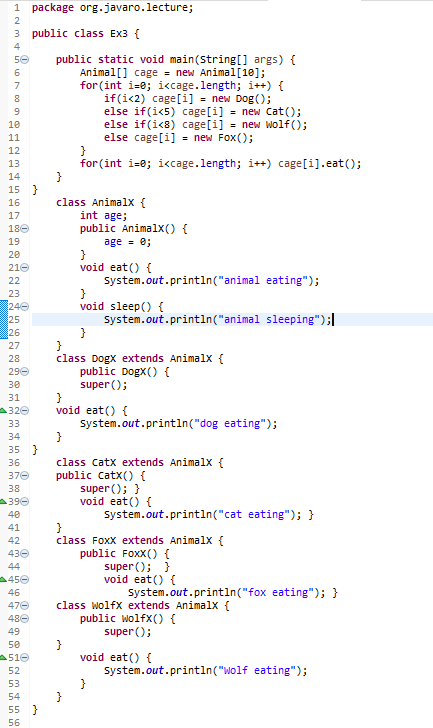 1 package org.javaro.lecture;
2
3 public class Ex3 {
4
5 public static void main(String[] args) {
6 Animal[] cage = new Animal[10];
7 for(int i=0; i<cage.length; i++) {
8 if(i<2) cage[i] = new Dog();
9 else if(i<5) cage[i] = new Cat();
10 else if(i<8) cage[i] = new Wolf();
11 else cage[i] = new Fox();
12 }
13 for(int i=0; i<cage.length; i++) cage[i].eat();
14 }
15 }
16 class AnimalX {
17 int age;
18 public AnimalX() {
19 age = 0;
20 }
21 void eat() {
22 System.out.println("animal eating");
23 }
24 void sleep() {
25 System.out.println("animal sleeping");
26 }
27 }
28 class DogX extends AnimalX {
29 public DogX() {
30 super();
31 }
32 void eat() {
33 System.out.println("dog eating");
34 }
35 }
36 class CatX extends AnimalX {
37 public CatX() {
38 super(); }
39 void eat() {
40 System.out.println("cat eating"); }
41 }
42 class FoxX extends AnimalX {
43 public FoxX() {
44 super(); }
45 void eat() {
46 System.out.println("fox eating"); }
47 class WolfX extends AnimalX {
48 public WolfX() {
49 super();
50 }
51 void eat() {
52 System.out.println("Wolf eating");
53 }
54 }
55 }
56